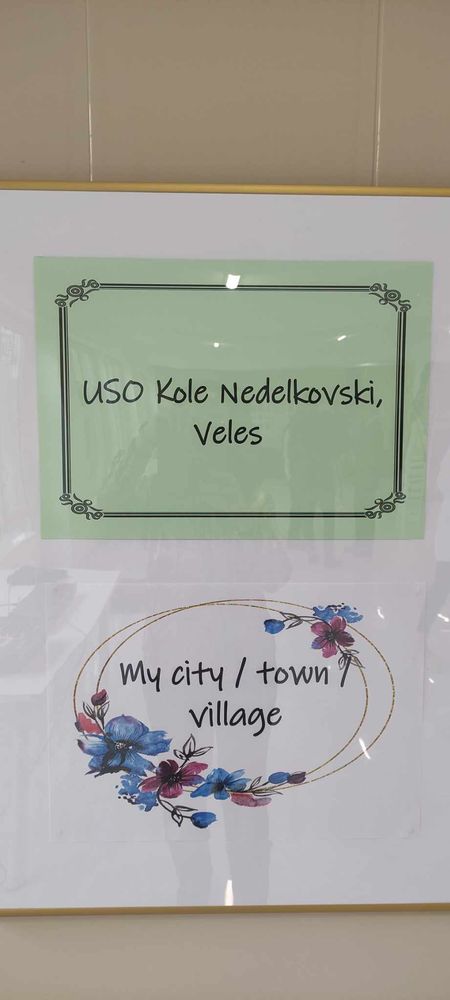 USO Kole Nedelkovski,
Veles
My city / town /
village